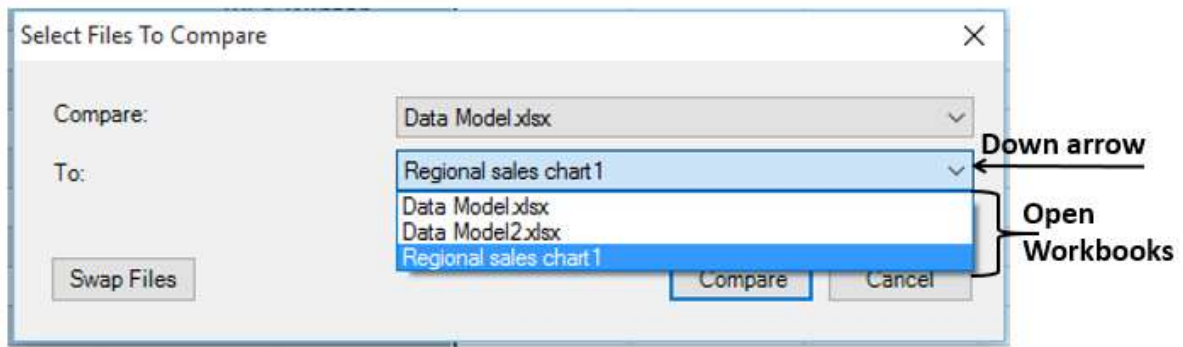 Select Files To Compare
Compare:
Data Model.xlsx
To:
Regional sales chart1
Down arrow
Data Model.xlsx
Data Model2.xlsx
Regional sales chart1
Open
Workbooks
Swap Files
Compare
Cancel